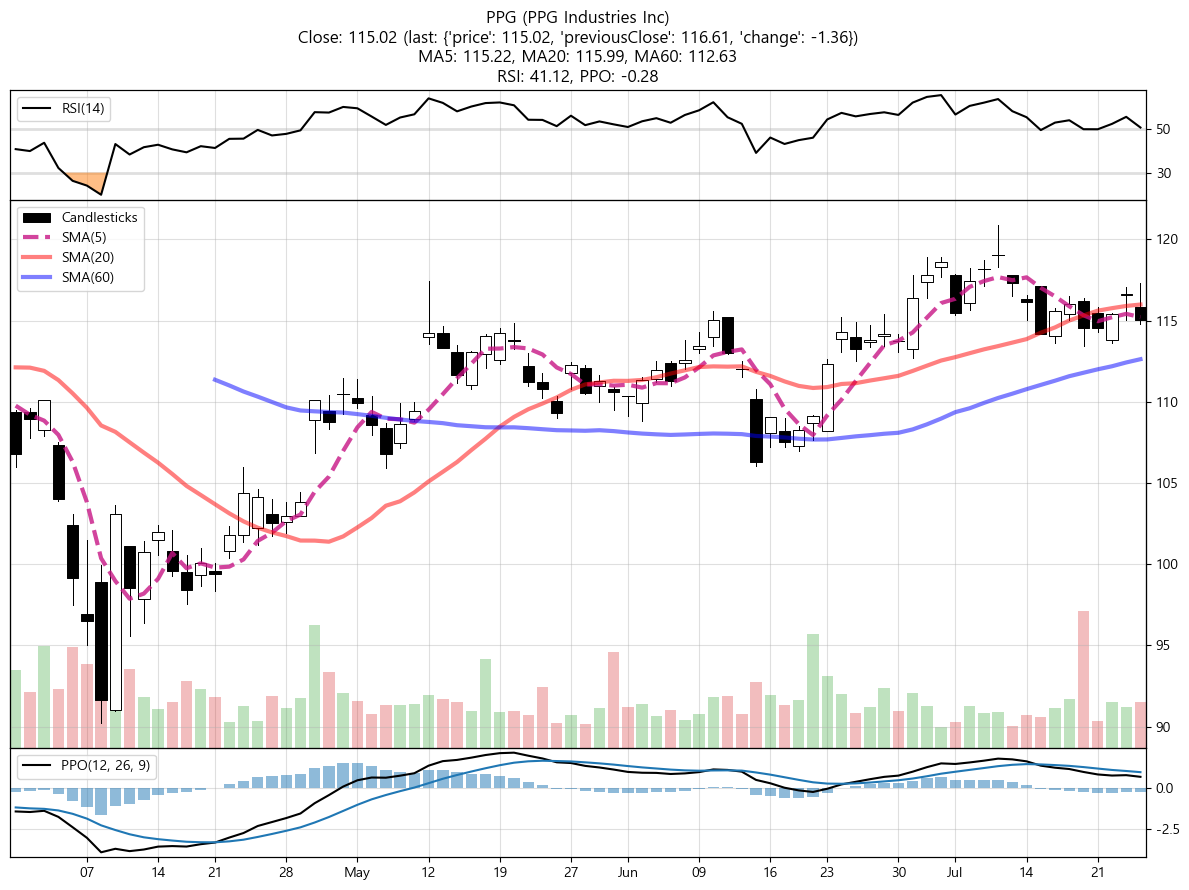 PPG (PPG Industries Inc)
Close: 115.02 (last: {'price': 115.02, 'previousClose': 116.61, 'change': -1.36})
MA5: 115.22, MA20: 115.99, MA60: 112.63
RSI: 41.12, PPO: -0.28
RSI(14)
50
30
Candlesticks
SMA(5)
SMA(20)
SMA(60)
120
115
110
105
100
95
90
PPO(12, 26, 9)
0.0
-2.5
07 14 21 28 May 12 19 27 Jun 09 16 23 30 Jul 14 21